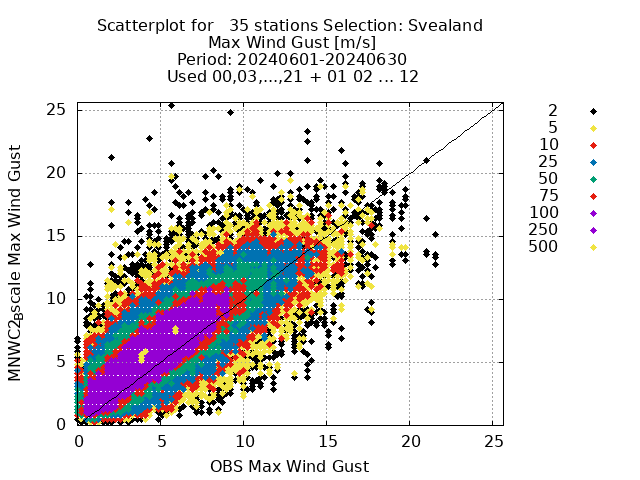 Scatterplot for   35 stations Selection: Svealand
Max Wind Gust [m/s]
Period: 20240601-20240630
Used 00,03,...,21 + 01 02 ... 12
2
5
10
25
50
75
100
250
500
MNWC2gscale Max Wind Gust
25
20
15
10
5
0
0 5 10 15 20 25
OBS Max Wind Gust